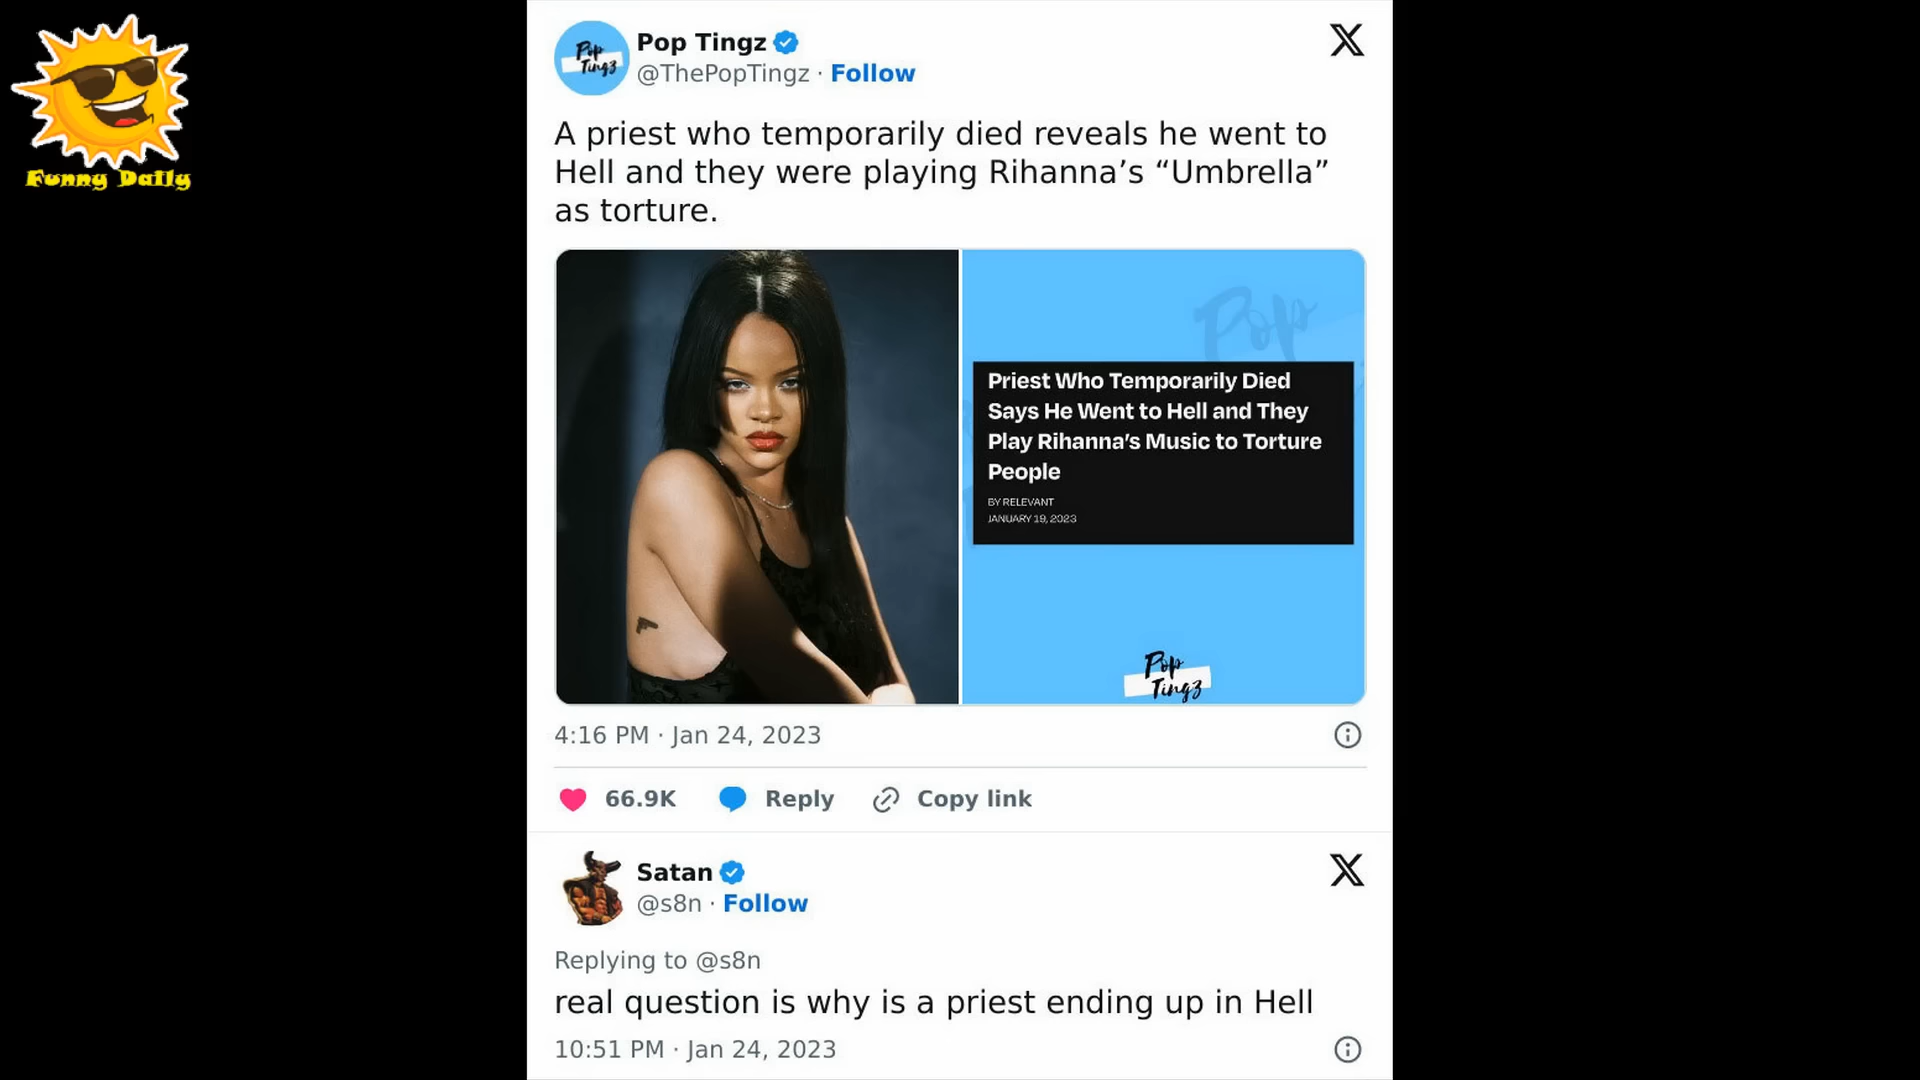 Funny Daily
Pop Tingz
Pop Tingz
@ThePopTingz · Follow
A priest who temporarily died reveals he went to
Hell and they were playing Rihanna’s “Umbrella”
as torture.
Pop
Priest Who Temporarily Died
Says He Went to Hell and They
Play Rihanna’s Music to Torture
People
BY RELEVANT
JANUARY 19, 2023
Pop
Tingz
4:16 PM · Jan 24, 2023
66.9K Reply Copy link
Satan
@s8n · Follow
Replying to @s8n
real question is why is a priest ending up in Hell
10:51 PM · Jan 24, 2023